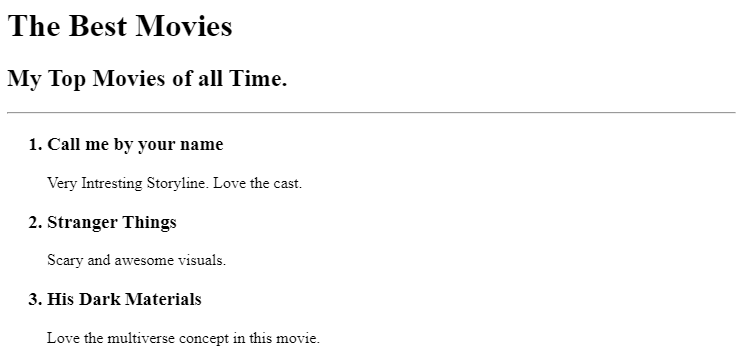 The Best Movies
My Top Movies of all Time.
1. Call me by your name
Very Intresting Storyline. Love the cast.
2. Stranger Things
Scary and awesome visuals.
3. His Dark Materials
Love the multiverse concept in this movie.